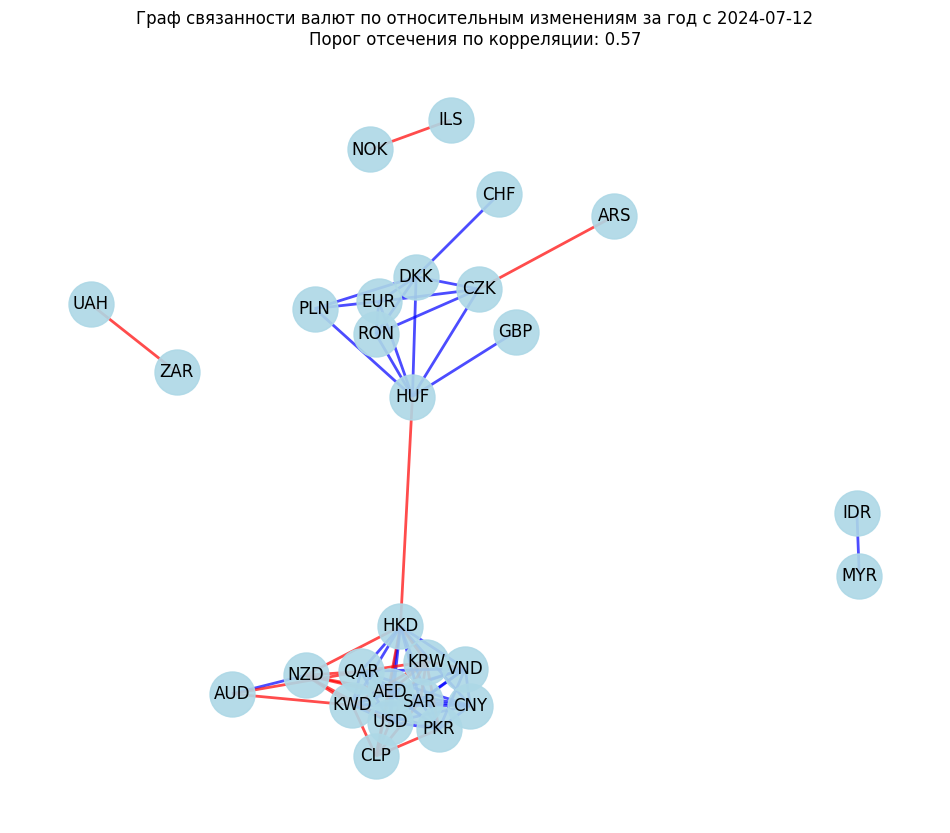 Граф связанности валют по относительным изменениям за год с 2024-07-12
Порог отсечения по корреляции: 0.57
ILS
NOK
CHF
ARS
DKK
CZK
EUR
UAH
PLN
RON
GBP
ZAR
HUF
IDR
MYR
HKD
KRW
VND
QAR
NZD
AED
AUD
SAR
KWD
CNY
USD
PKR
CLP